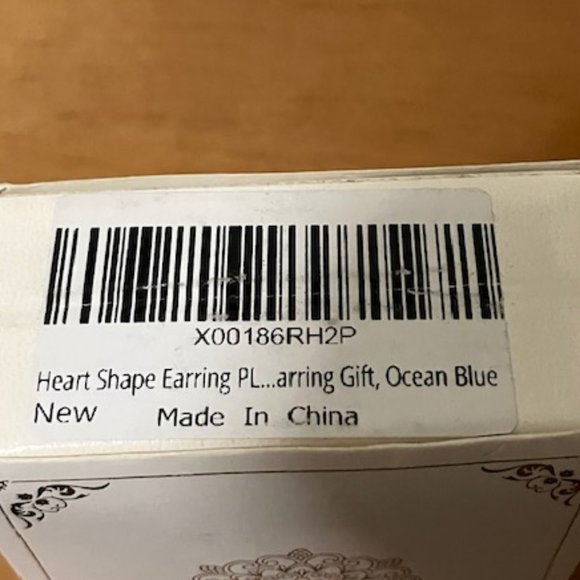 X00186RH2P
Heart Shape Earring PL...arring Gift, Ocean Blue
New Made In China